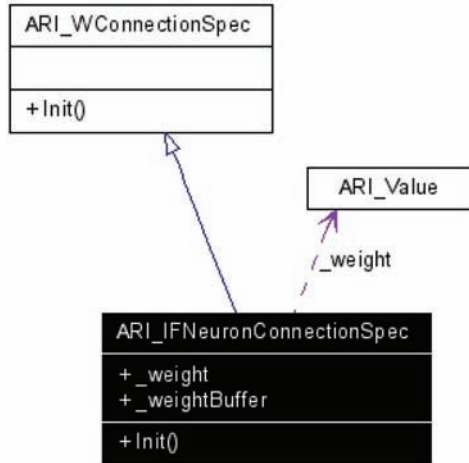 ARI_WConnectionSpec
+ Init()
ARI_Value
_weight
ARI_IFNeuronConnectionSpec
+ _weight
+ _weightBuffer
+ Init()